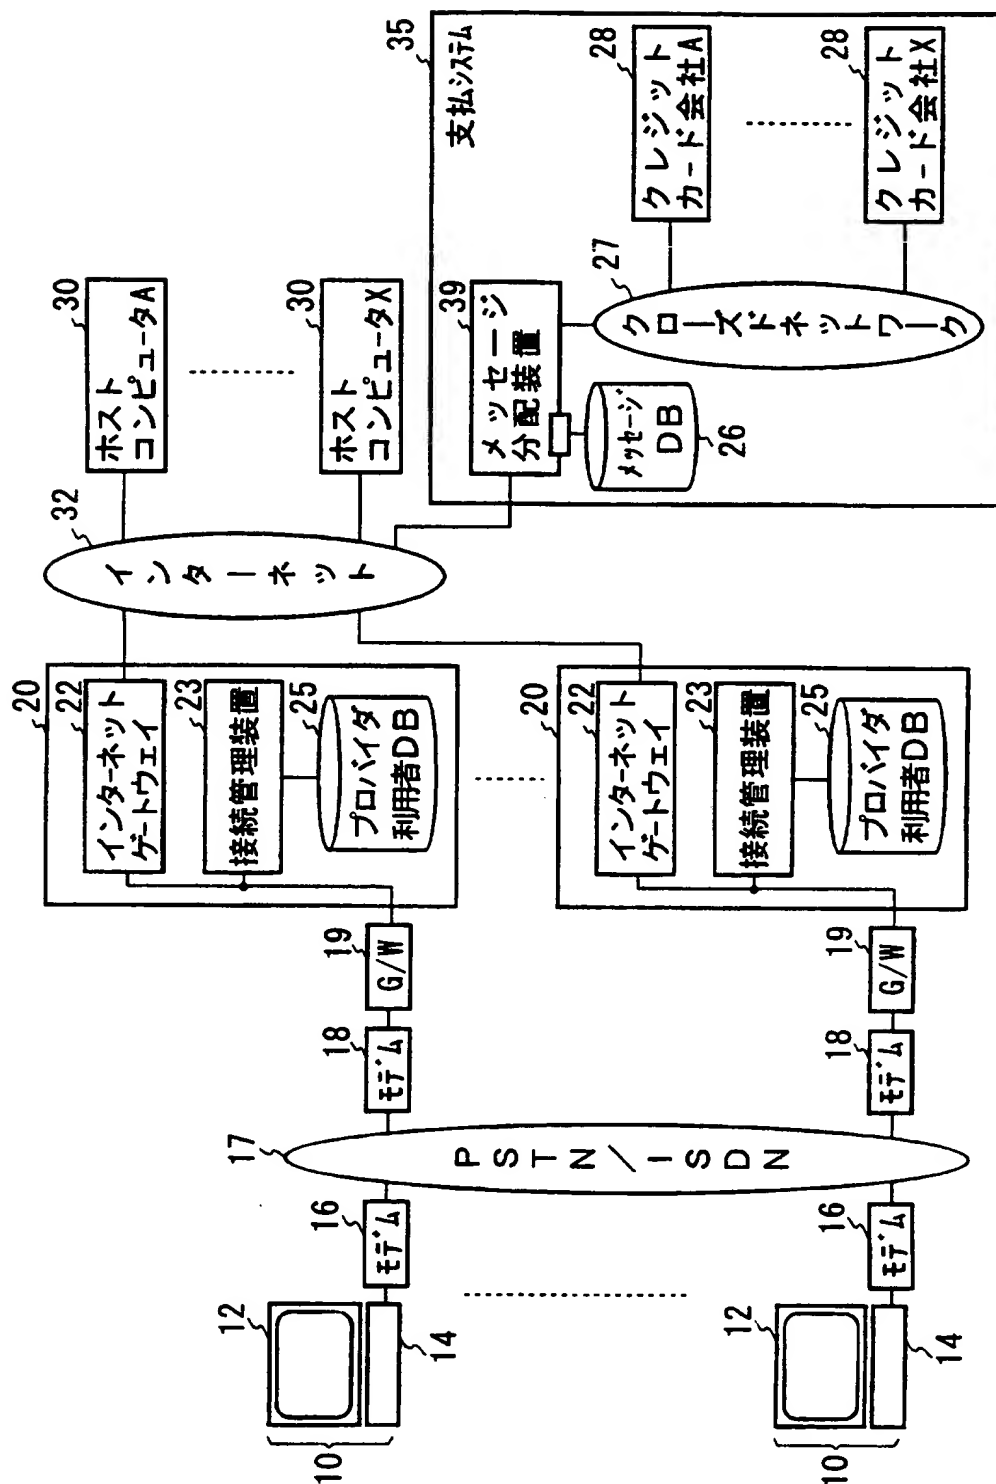 10
12
14
16
モデム
17
PSTN/ISDN
18
モデム
19
G/W
20
22
インターネット
ゲートウェイ
23
接続管理装置
25
プロバイダ
利用者DB
32
インターネット
30
ホスト
コンピュータA
30
ホスト
コンピュータX
10
12
14
16
モデム
18
モデム
19
G/W
20
22
インターネット
ゲートウェイ
23
接続管理装置
25
プロバイダ
利用者DB
35
支払システム
39
メッセージ
分配装置
メッセージ
DB
26
27
クローズドネットワーク
28
クレジット
カード会社A
28
クレジット
カード会社X